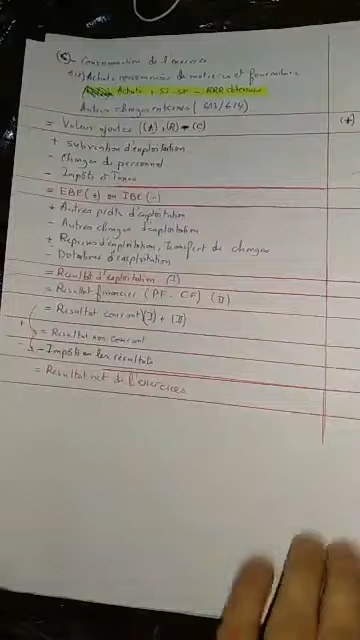 (C) - Consommation de l'exercice
612) Achats consommés de matières et fournitures
Achats + SI - SF - RRR obtenus
Autres charges externes (613/614)
= Valeur ajoutée ((A)+(B)-(C)) (+)
+ subvention d'exploitation
- Charges de personnel
- Impôts et Taxes
= EBE (+) ou IBE (-)
+ Autres prdts d'exploitation
- Autres charges d'exploitation
+ Reprises d'exploitation, Transfert de charges
- Dotations d'exploitation
= Résultat d'exploitation (I)
= Résultat financier (PF - CF) (II)
= Résultat courant (I) + (II)
+ = Résultat non courant
- - Impôts sur les résultats
= Résultat net de l'exercices